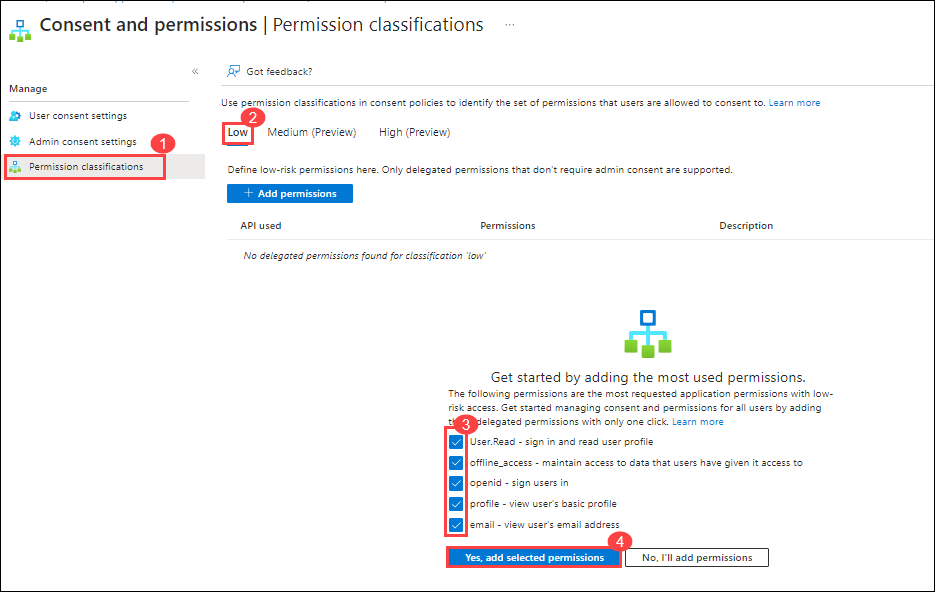 Consent and permissions | Permission classifications ...
«
Got feedback?
Manage
User consent settings
Admin consent settings
1
Permission classifications
Use permission classifications in consent policies to identify the set of permissions that users are allowed to consent to. Learn more
2
Low Medium (Preview) High (Preview)
Define low-risk permissions here. Only delegated permissions that don't require admin consent are supported.
+ Add permissions
API used Permissions Description
No delegated permissions found for classification 'low'
Get started by adding the most used permissions.
The following permissions are the most requested application permissions with low-
risk access. Get started managing consent and permissions for all users by adding
delegated permissions with only one click. Learn more
3
User.Read - sign in and read user profile
offline_access - maintain access to data that users have given it access to
openid - sign users in
profile - view user's basic profile
email - view user's email address
4
Yes, add selected permissions No, I'll add permissions